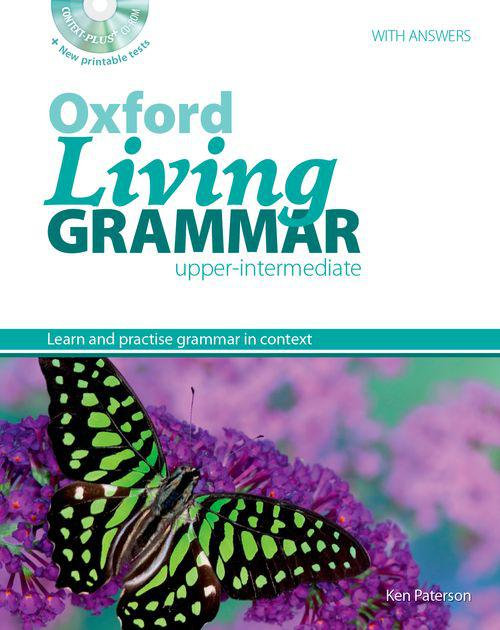 CONTEXT-PLUS+ CD-ROM
+ New printable tests
WITH ANSWERS
Oxford
Living
GRAMMAR
upper-intermediate
Learn and practise grammar in context
Ken Paterson